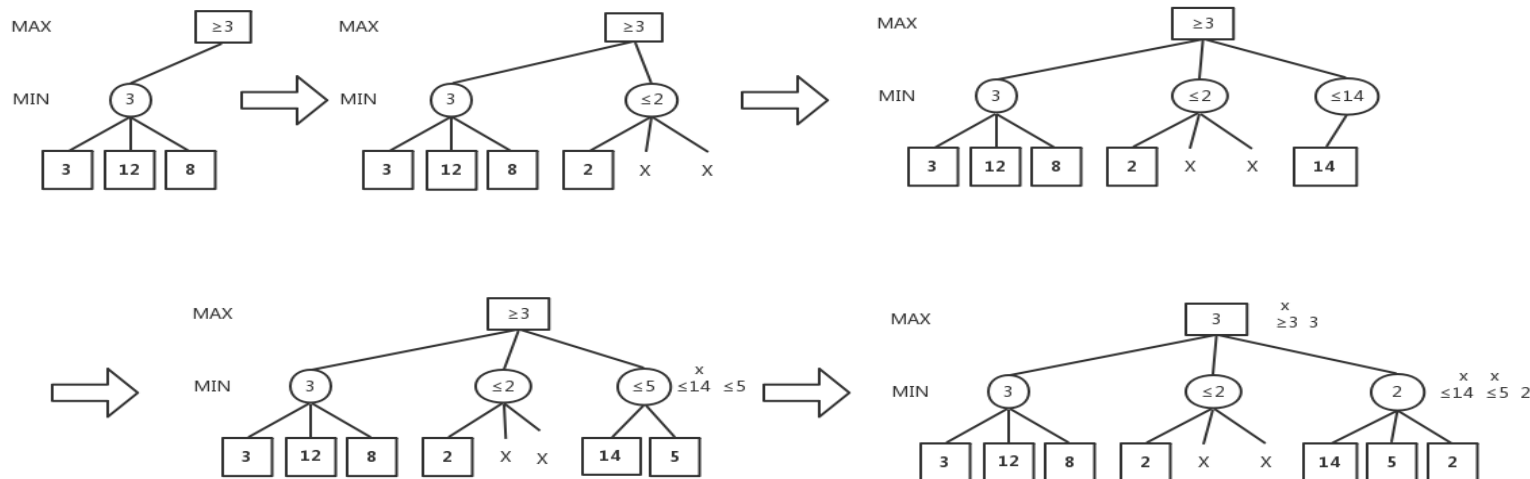 MAX ≥3 MAX ≥3 MAX ≥3
MIN 3 MIN 3 ≤2 MIN 3 ≤2 ≤14
3 12 8 3 12 8 2 X X 3 12 8 2 X X 14
MAX ≥3 MAX 3 x
≥3 3
x x x
MIN 3 ≤2 ≤5 ≤14 ≤5 MIN 3 ≤2 2 ≤14 ≤5 2
3 12 8 2 X X 14 5 3 12 8 2 X X 14 5 2